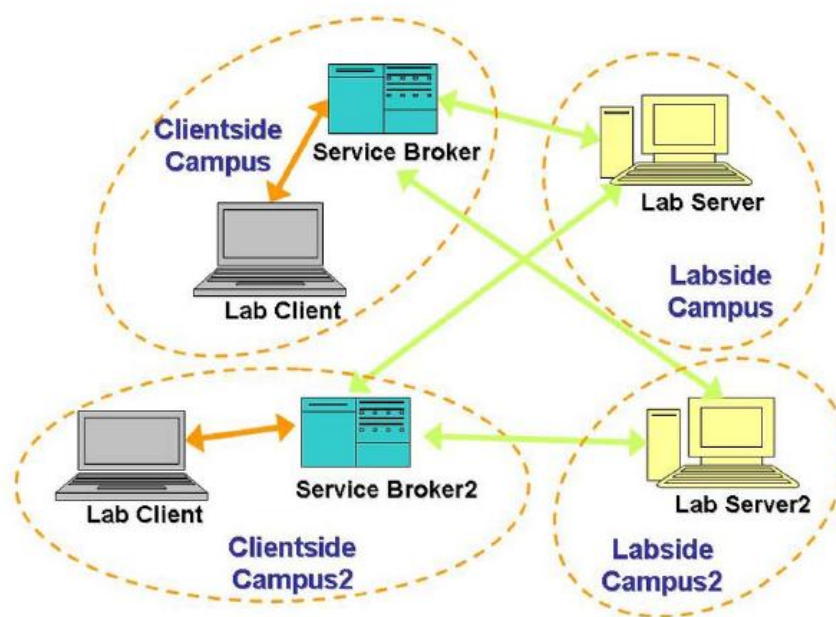 Clientside
Campus
Service Broker
Lab Client
Lab Server
Labside
Campus
Lab Client
Service Broker2
Clientside
Campus2
Lab Server2
Labside
Campus2